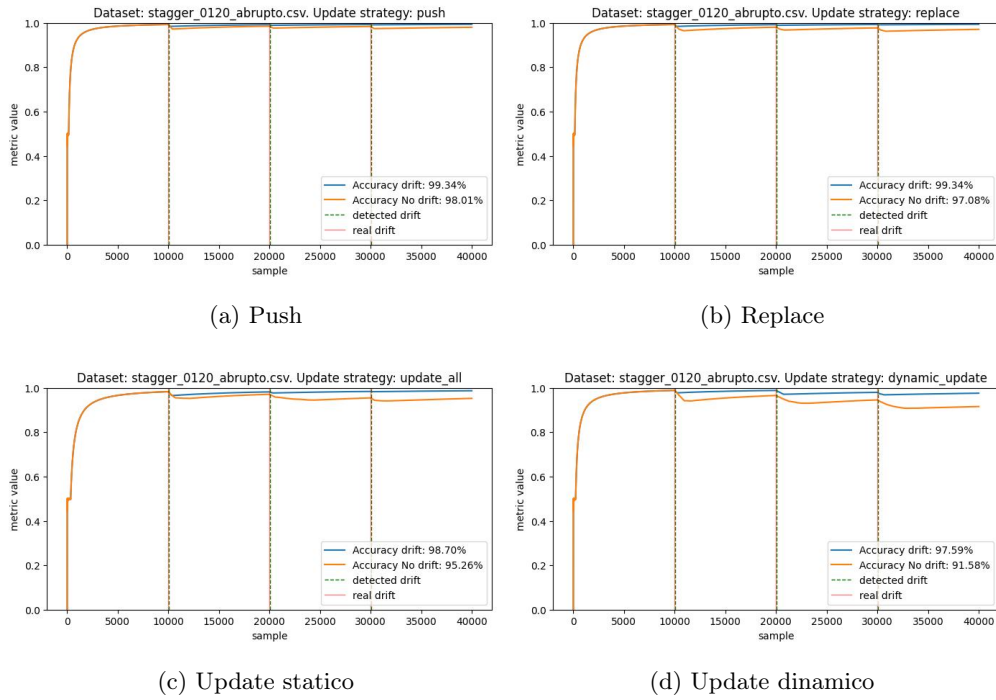 Dataset: stagger_0120_abrupto.csv. Update strategy: push
1.0
0.8
0.6
0.4
0.2
0.0
metric value
Accuracy drift: 99.34%
Accuracy No drift: 98.01%
detected drift
real drift
0 5000 10000 15000 20000 25000 30000 35000 40000
sample
(a) Push
Dataset: stagger_0120_abrupto.csv. Update strategy: replace
1.0
0.8
0.6
0.4
0.2
0.0
metric value
Accuracy drift: 99.34%
Accuracy No drift: 97.08%
detected drift
real drift
0 5000 10000 15000 20000 25000 30000 35000 40000
sample
(b) Replace
Dataset: stagger_0120_abrupto.csv. Update strategy: update_all
1.0
0.8
0.6
0.4
0.2
0.0
metric value
Accuracy drift: 98.70%
Accuracy No drift: 95.26%
detected drift
real drift
0 5000 10000 15000 20000 25000 30000 35000 40000
sample
(c) Update statico
Dataset: stagger_0120_abrupto.csv. Update strategy: dynamic_update
1.0
0.8
0.6
0.4
0.2
0.0
metric value
Accuracy drift: 97.59%
Accuracy No drift: 91.58%
detected drift
real drift
0 5000 10000 15000 20000 25000 30000 35000 40000
sample
(d) Update dinamico